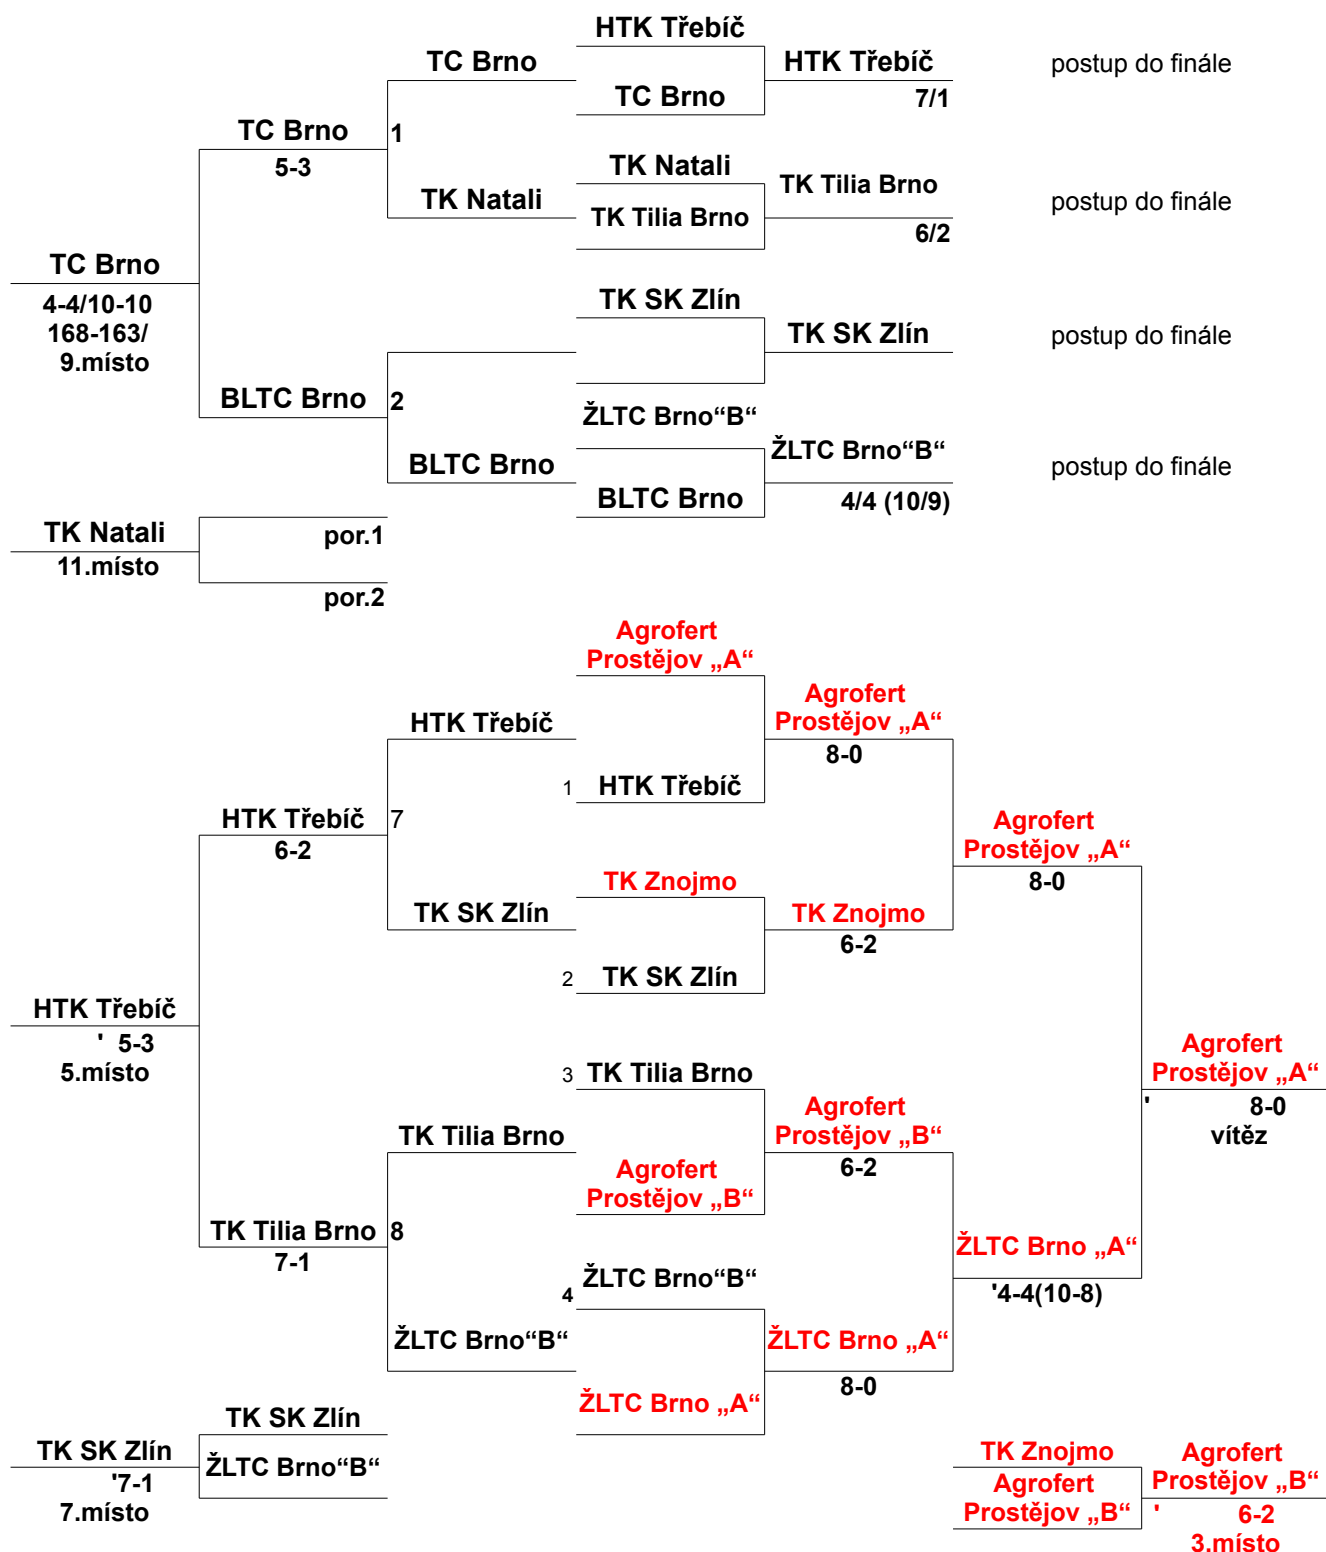 HTK Třebíč
TC Brno
HTK Třebíč
postup do finále
TC Brno
7/1
TC Brno
1
5-3
TK Natali
TK Natali
TK Tilia Brno
postup do finále
TK Tilia Brno
6/2
TC Brno
4-4/10-10
168-163/
9.místo
TK SK Zlín
TK SK Zlín
postup do finále
BLTC Brno
2
ŽLTC Brno“B“
BLTC Brno
ŽLTC Brno“B“
postup do finále
BLTC Brno
4/4 (10/9)
TK Natali
11.místo
por.1
por.2
Agrofert
Prostějov „A“
HTK Třebíč
Agrofert
Prostějov „A“
8-0
1
HTK Třebíč
HTK Třebíč
7
6-2
Agrofert
Prostějov „A“
8-0
TK Znojmo
TK SK Zlín
TK Znojmo
6-2
2
TK SK Zlín
HTK Třebíč
' 5-3
5.místo
3
TK Tilia Brno
Agrofert
Prostějov „A“
' 8-0
vítěz
TK Tilia Brno
Agrofert
Prostějov „B“
6-2
Agrofert
Prostějov „B“
TK Tilia Brno
8
7-1
ŽLTC Brno „A“
'4-4(10-8)
ŽLTC Brno“B“
4
ŽLTC Brno“B“
ŽLTC Brno „A“
8-0
ŽLTC Brno „A“
TK SK Zlín
TK SK Zlín
ŽLTC Brno“B“
'7-1
7.místo
TK Znojmo
Agrofert
Prostějov „B“
Agrofert
Prostějov „B“
' 6-2
3.místo